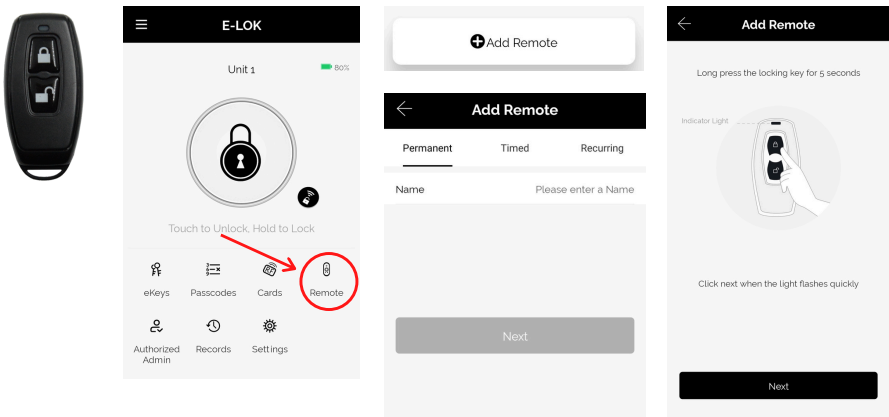 E-LOK
Unit 1
80%
Touch to Unlock, Hold to Lock
eKeys
Passcodes
Cards
Remote
Authorized
Admin
Records
Settings
Add Remote
Add Remote
Permanent
Timed
Recurring
Name
Please enter a Name
Next
Add Remote
Long press the locking key for 5 seconds
Indicator Light
Click next when the light flashes quickly
Next